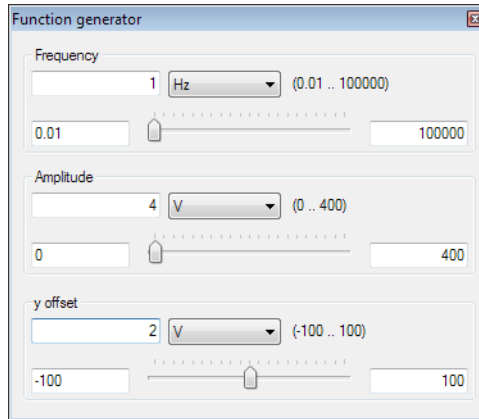 Function generator
Frequency
1 Hz (0.01 .. 100000)
0.01 100000
Amplitude
4 V (0 .. 400)
0 400
y offset
2 V (-100 .. 100)
-100 100